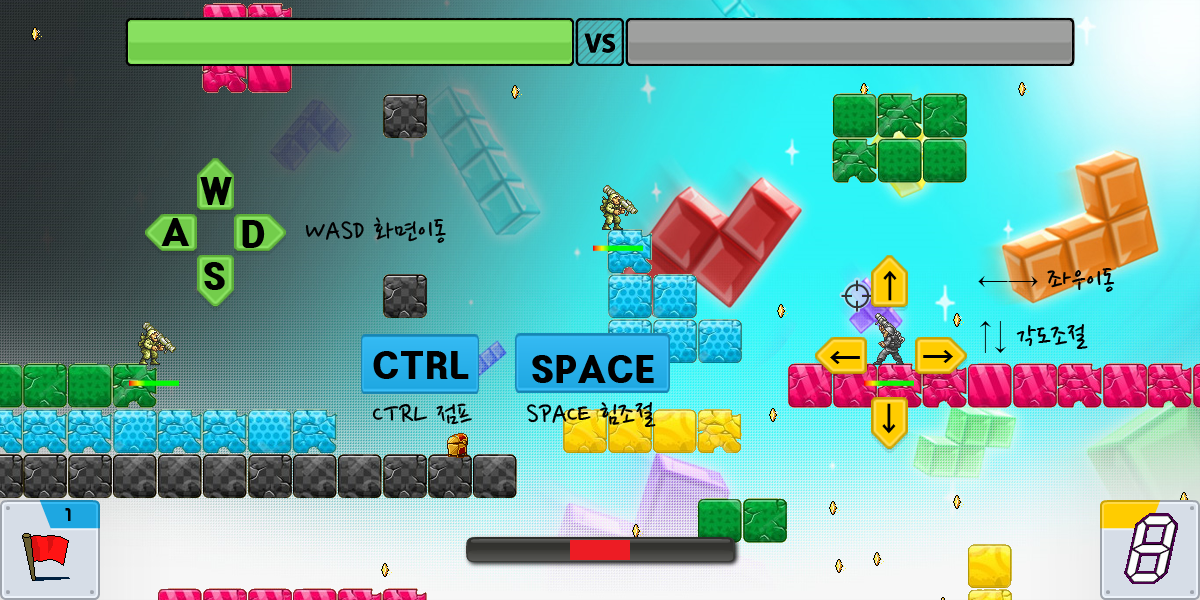 VS
W
A D
S
WASD 화면이동
←→ 좌우이동
↑
↑↓ 각도조절
← →
↓
CTRL
SPACE
CTRL 점프
SPACE 힘조절
1
8